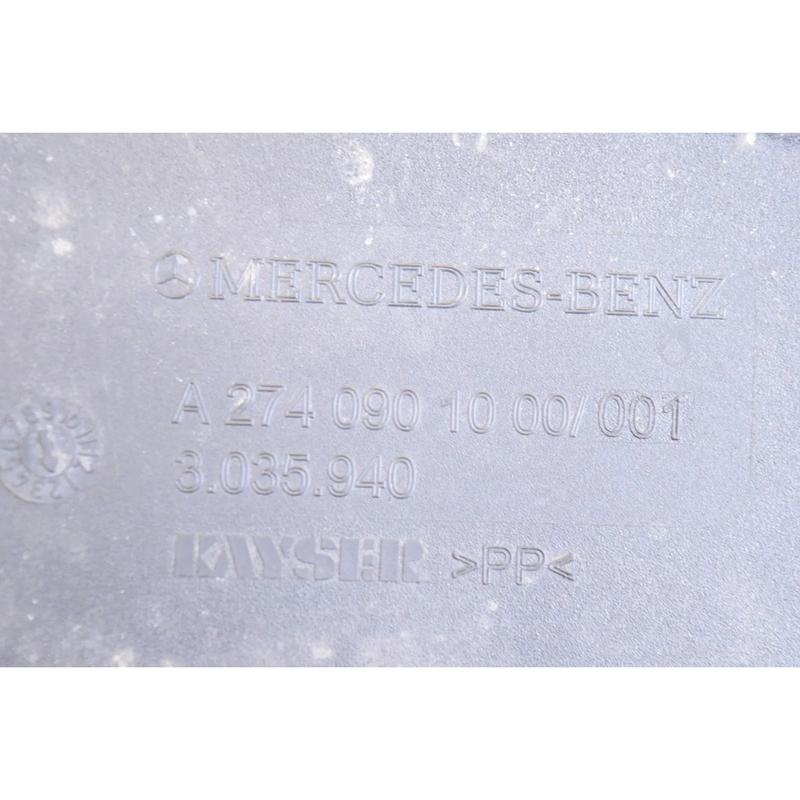 MERCEDES-BENZ
A 274 090 10 00/ 001
3.035.940
KAYSER >PP<